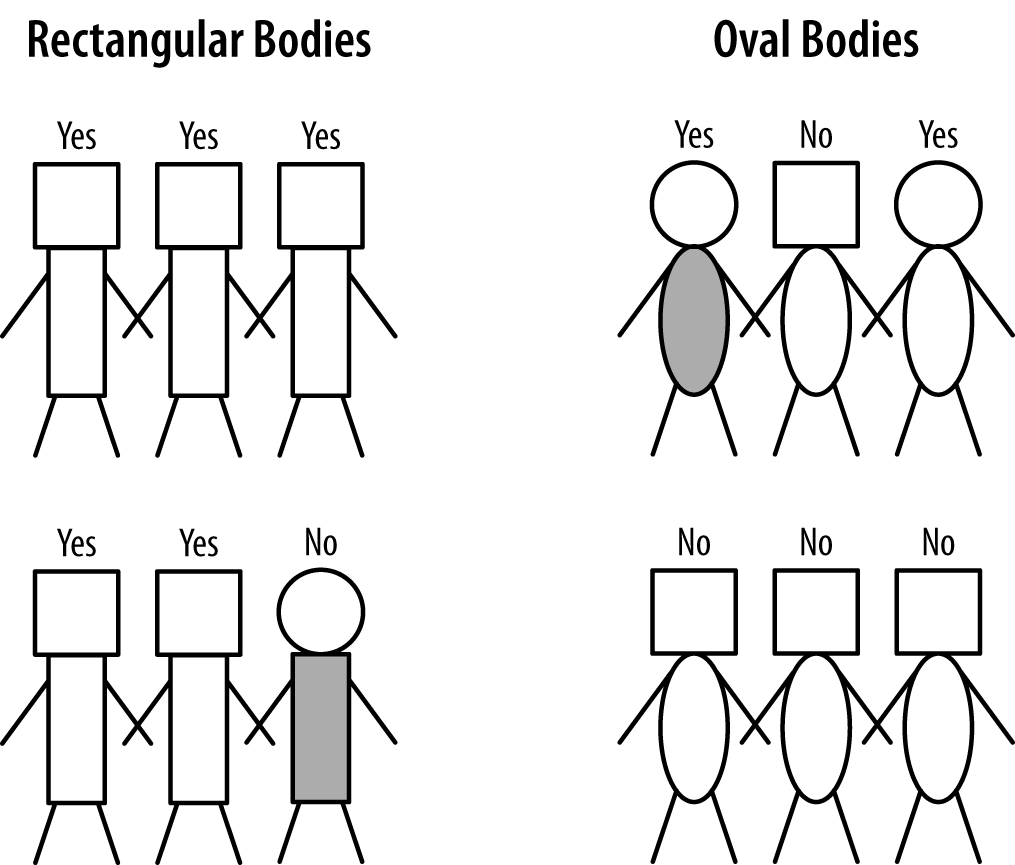 Rectangular Bodies
Oval Bodies
Yes Yes Yes
Yes No Yes
Yes Yes No
No No No